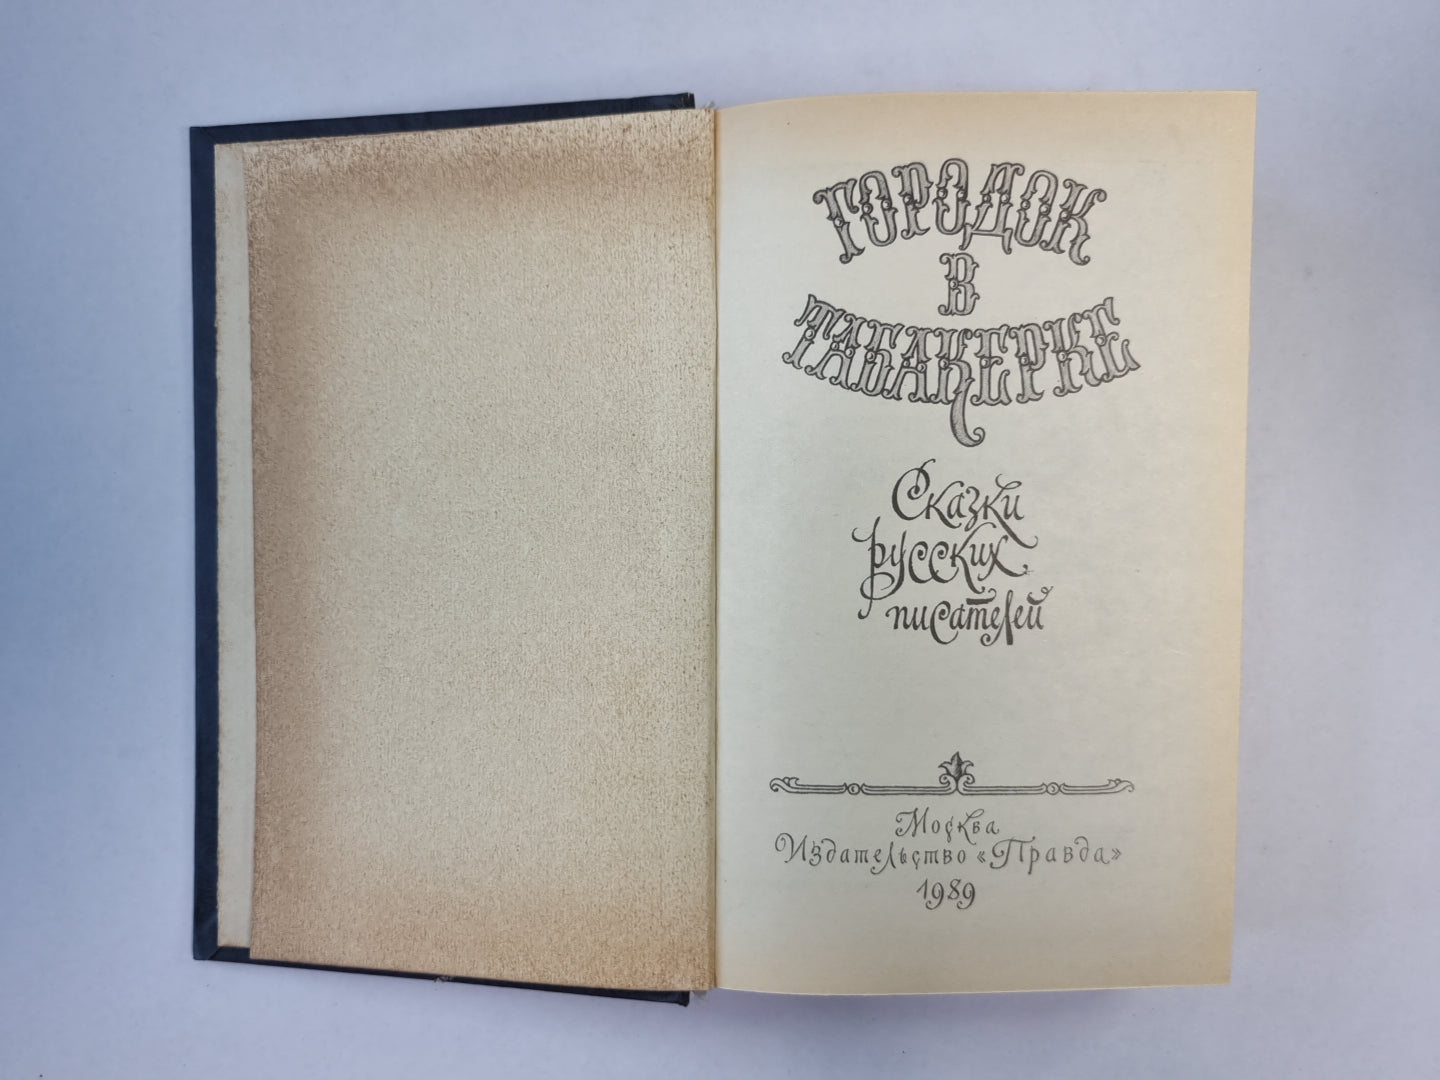 ГОРОДОК
В
ТАБАКЕРКЕ
Сказки
русских
писателей
Москва
Издательство «Правда»
1989